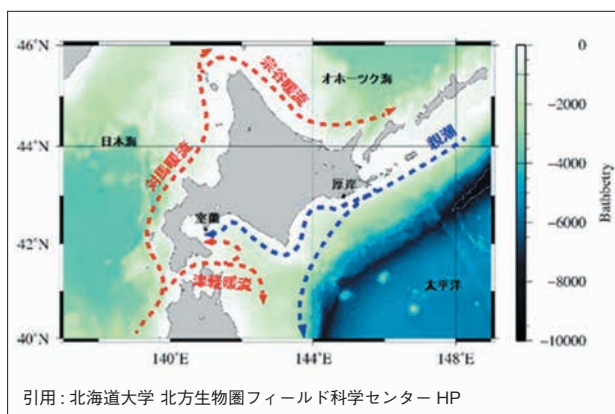 46°N
44°N
42°N
40°N
140°E
144°E
148°E
宗谷暖流
オホーツク海
日本海
対馬暖流
親潮
厚岸
室蘭
津軽暖流
太平洋
0
-2000
-4000
-6000
-8000
-10000
Bathbetry
引用 : 北海道大学 北方生物圏フィールド科学センター HP